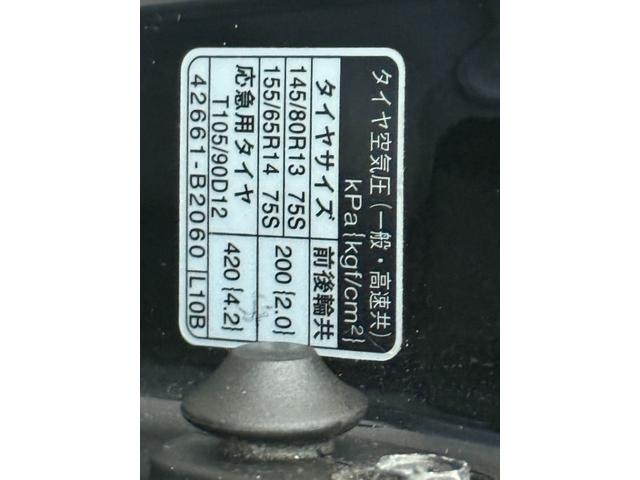 タイヤ空気圧(一般・高速共)/
kPa{kgf/cm²}
タイヤサイズ 前後輪共
145/80R13 75S 200{2.0}
155/65R14 75S
応急用タイヤ 420{4.2}
T105/90D12
42661-B2060 L10B